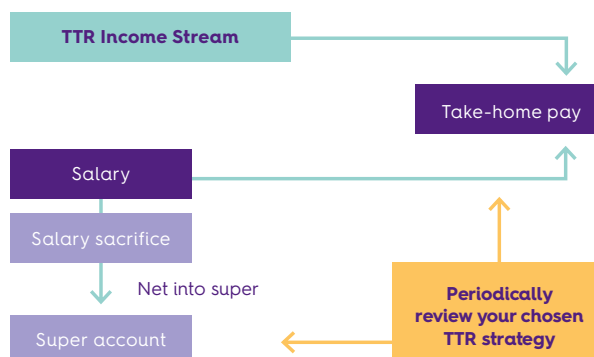 TTR Income Stream
Take-home pay
Salary
Salary sacrifice
Net into super
Super account
Periodically
review your chosen
TTR strategy